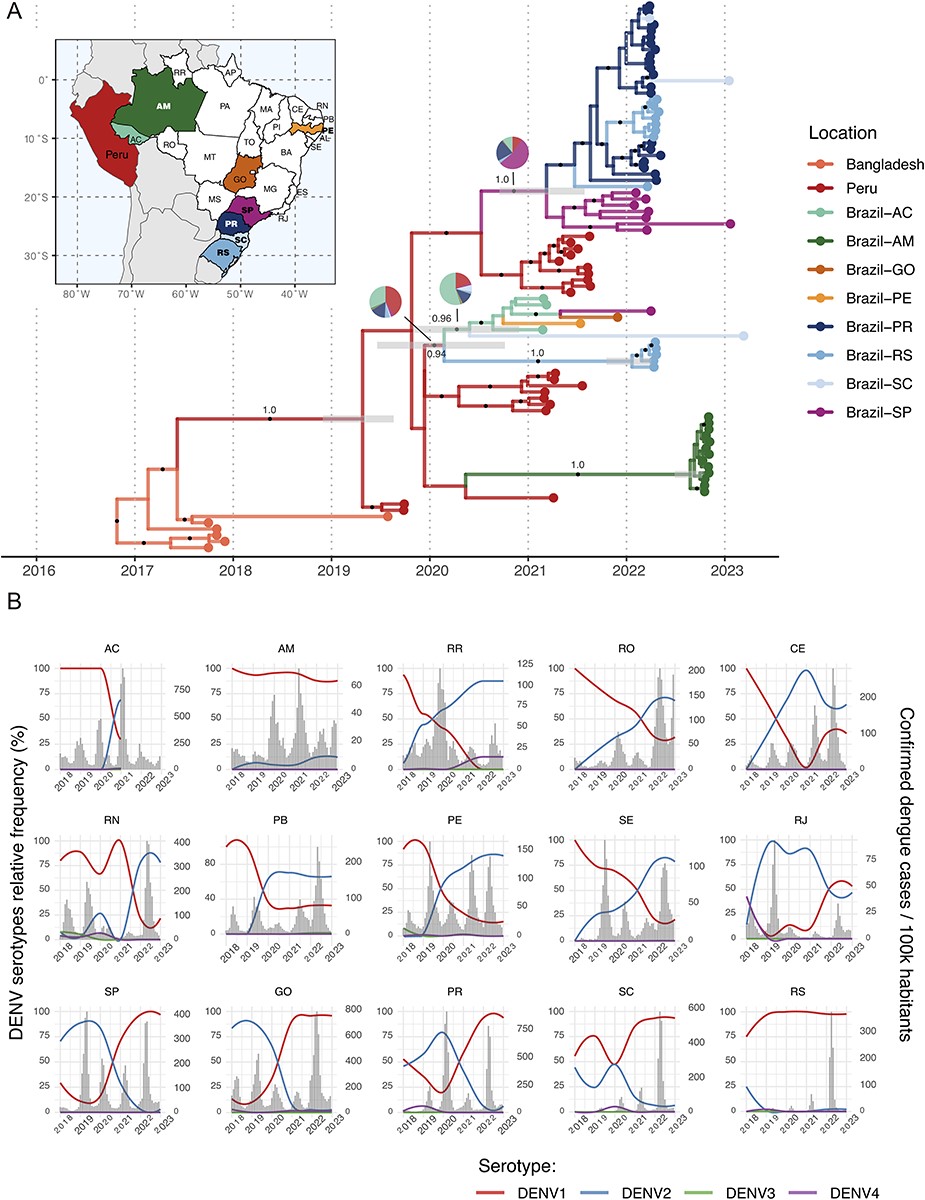 A
RR
AP
0°
AM
PA
MA
CE
RN
PB
PE
AL
SE
PI
AC
10°S
RO
TO
BA
Peru
MT
GO
20°S
MG
ES
MS
SP
RJ
PR
SC
30°S
RS
80°W 70°W 60°W 50°W 40°W
1.0
0.96
0.94
1.0
1.0
1.0
2016 2017 2018 2019 2020 2021 2022 2023
Location
Bangladesh
Peru
Brazil–AC
Brazil–AM
Brazil–GO
Brazil–PE
Brazil–PR
Brazil–RS
Brazil–SC
Brazil–SP
B
DENV serotypes relative frequency (%)
Confirmed dengue cases / 100k habitants
AC
100 75 50 25 0
750 500 250 0
2018 2019 2020 2021 2022 2023
AM
100 75 50 25 0
60 40 20 0
2018 2019 2020 2021 2022 2023
RR
100 75 50 25 0
125 100 75 50 25 0
2018 2019 2020 2021 2022 2023
RO
100 75 50 25 0
200 150 100 50 0
2018 2019 2020 2021 2022 2023
CE
100 75 50 25 0
200 100 0
2018 2019 2020 2021 2022 2023
RN
100 75 50 25 0
400 300 200 100 0
2018 2019 2020 2021 2022 2023
PB
80 40 0
200 100 0
2018 2019 2020 2021 2022 2023
PE
100 75 50 25 0
150 100 50 0
2018 2019 2020 2021 2022 2023
SE
100 75 50 25 0
100 50 0
2018 2019 2020 2021 2022 2023
RJ
100 75 50 25 0
75 50 25 0
2018 2019 2020 2021 2022 2023
SP
100 75 50 25 0
400 300 200 100 0
2018 2019 2020 2021 2022 2023
GO
100 75 50 25 0
800 600 400 200 0
2018 2019 2020 2021 2022 2023
PR
100 75 50 25 0
750 500 250 0
2018 2019 2020 2021 2022 2023
SC
100 75 50 25 0
600 400 200 0
2018 2019 2020 2021 2022 2023
RS
100 75 50 25 0
300 200 100 0
2018 2019 2020 2021 2022 2023
Serotype:
DENV1 DENV2 DENV3 DENV4